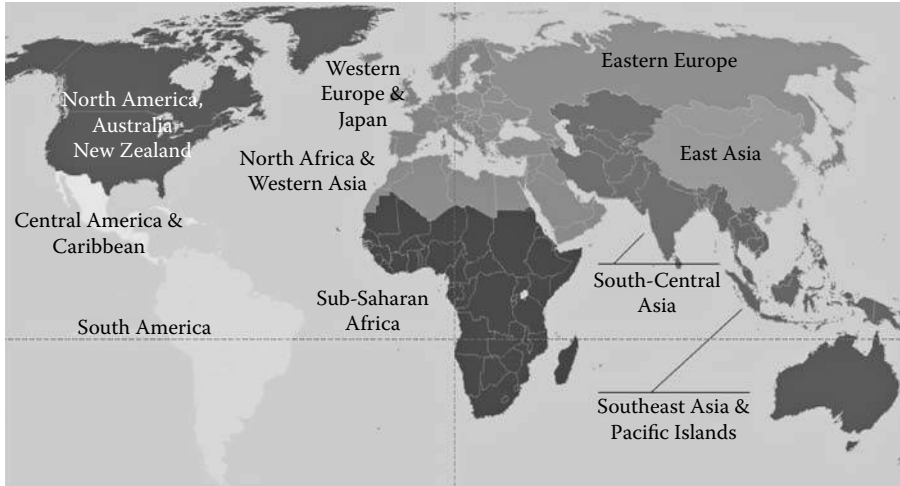 Eastern Europe
Western
Europe &
Japan
North America,
Australia
New Zealand
North Africa &
Western Asia
East Asia
Central America &
Caribbean
South-Central
Asia
Sub-Saharan
Africa
South America
Southeast Asia &
Pacific Islands